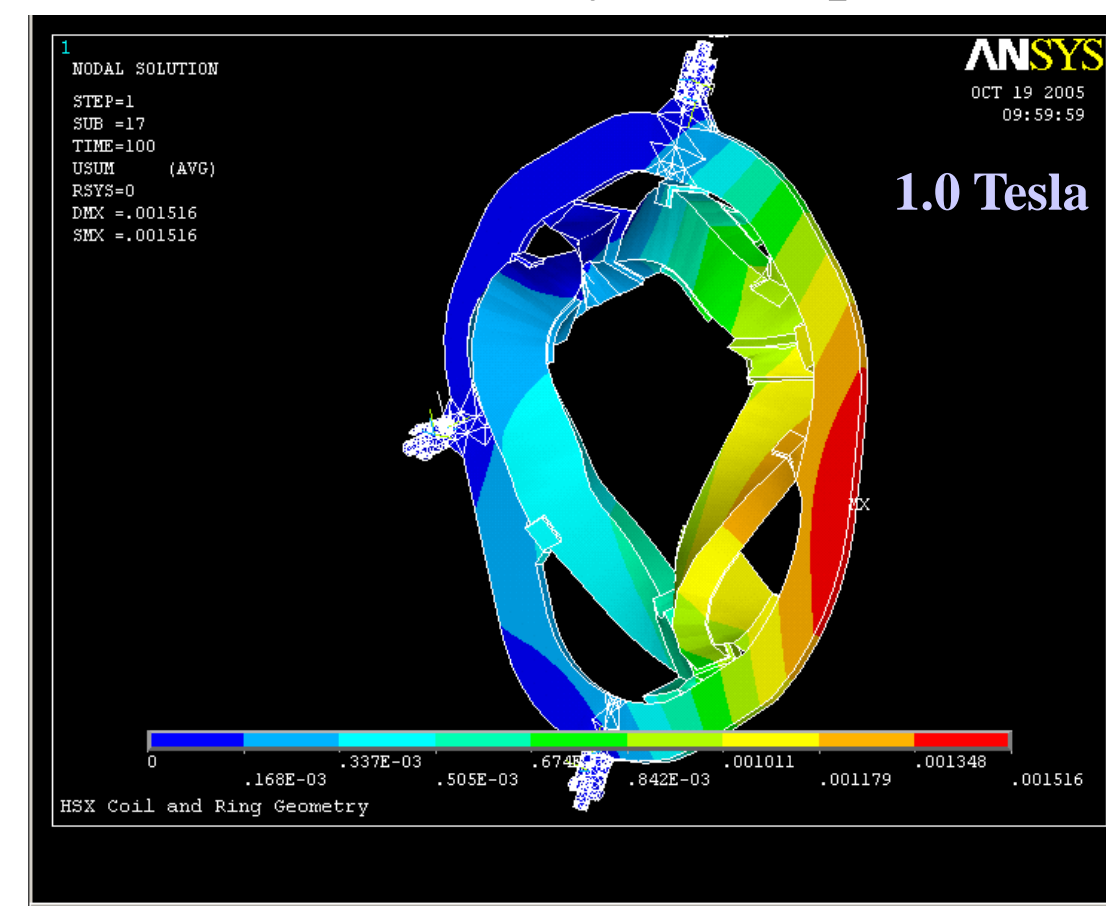 1
NODAL SOLUTION
STEP=1
SUB =17
TIME=100
USUM (AVG)
RSYS=0
DMX =.001516
SMX =.001516
ANSYS
OCT 19 2005
09:59:59
1.0 Tesla
MX
0 .337E-03 .001011 .001348
.168E-03 .505E-03 .842E-03 .001179 .001516
HSX Coil and Ring Geometry